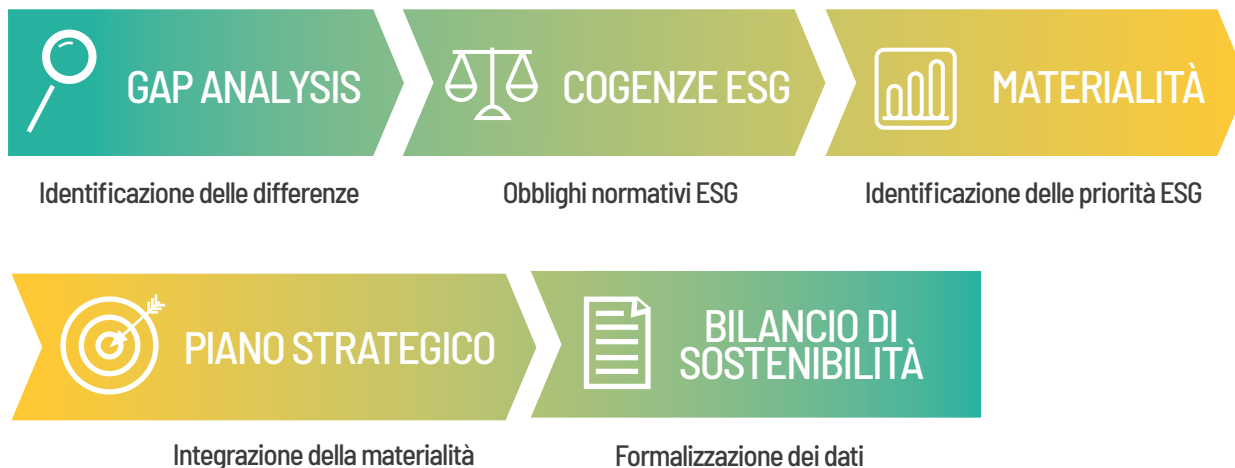 GAP ANALYSIS
COGENZE ESG
MATERIALITÀ
Identificazione delle differenze
Obblighi normativi ESG
Identificazione delle priorità ESG
PIANO STRATEGICO
BILANCIO DI
SOSTENIBILITÀ
Integrazione della materialità
Formalizzazione dei dati